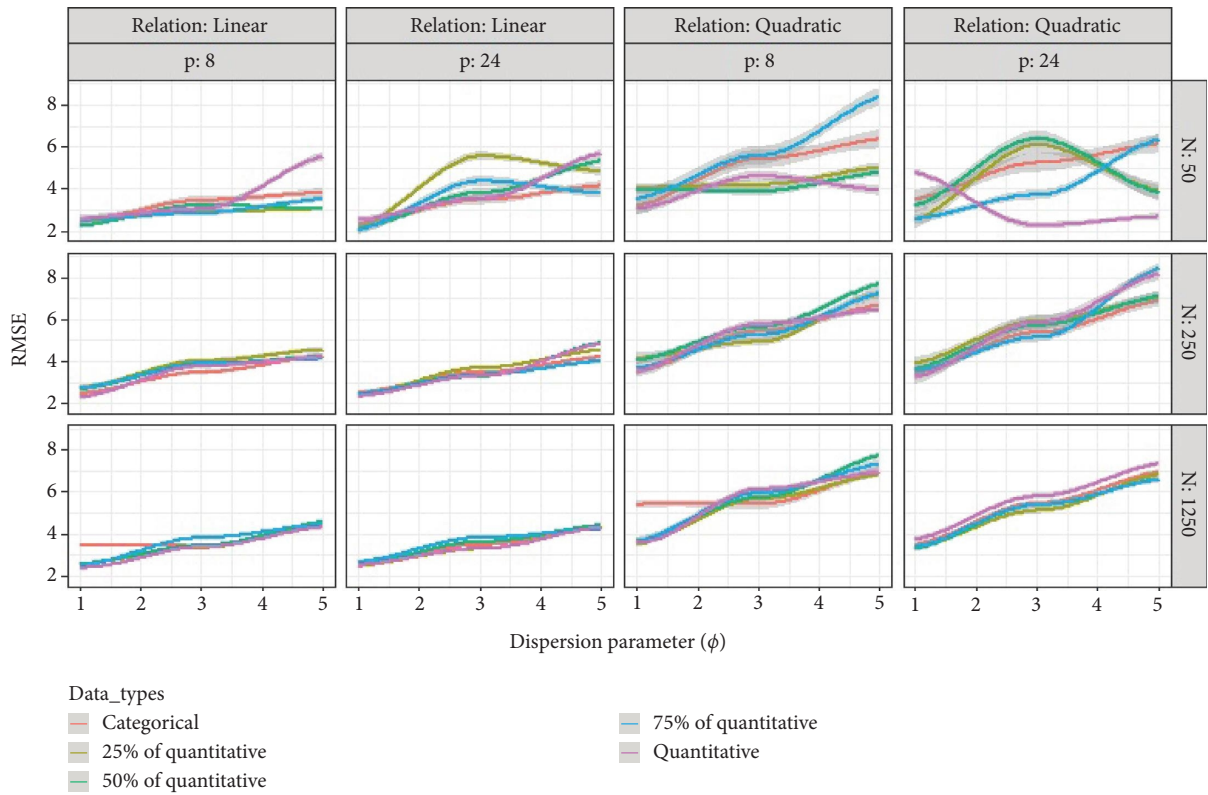 Relation: Linear
Relation: Linear
Relation: Quadratic
Relation: Quadratic
p: 8
p: 24
p: 8
p: 24
8
6
4
2
N: 50
RMSE
8
6
4
2
N: 250
8
6
4
2
N: 1250
1 2 3 4 5
1 2 3 4 5
1 2 3 4 5
1 2 3 4 5
Dispersion parameter (ϕ)
Data_types
Categorical
25% of quantitative
50% of quantitative
75% of quantitative
Quantitative